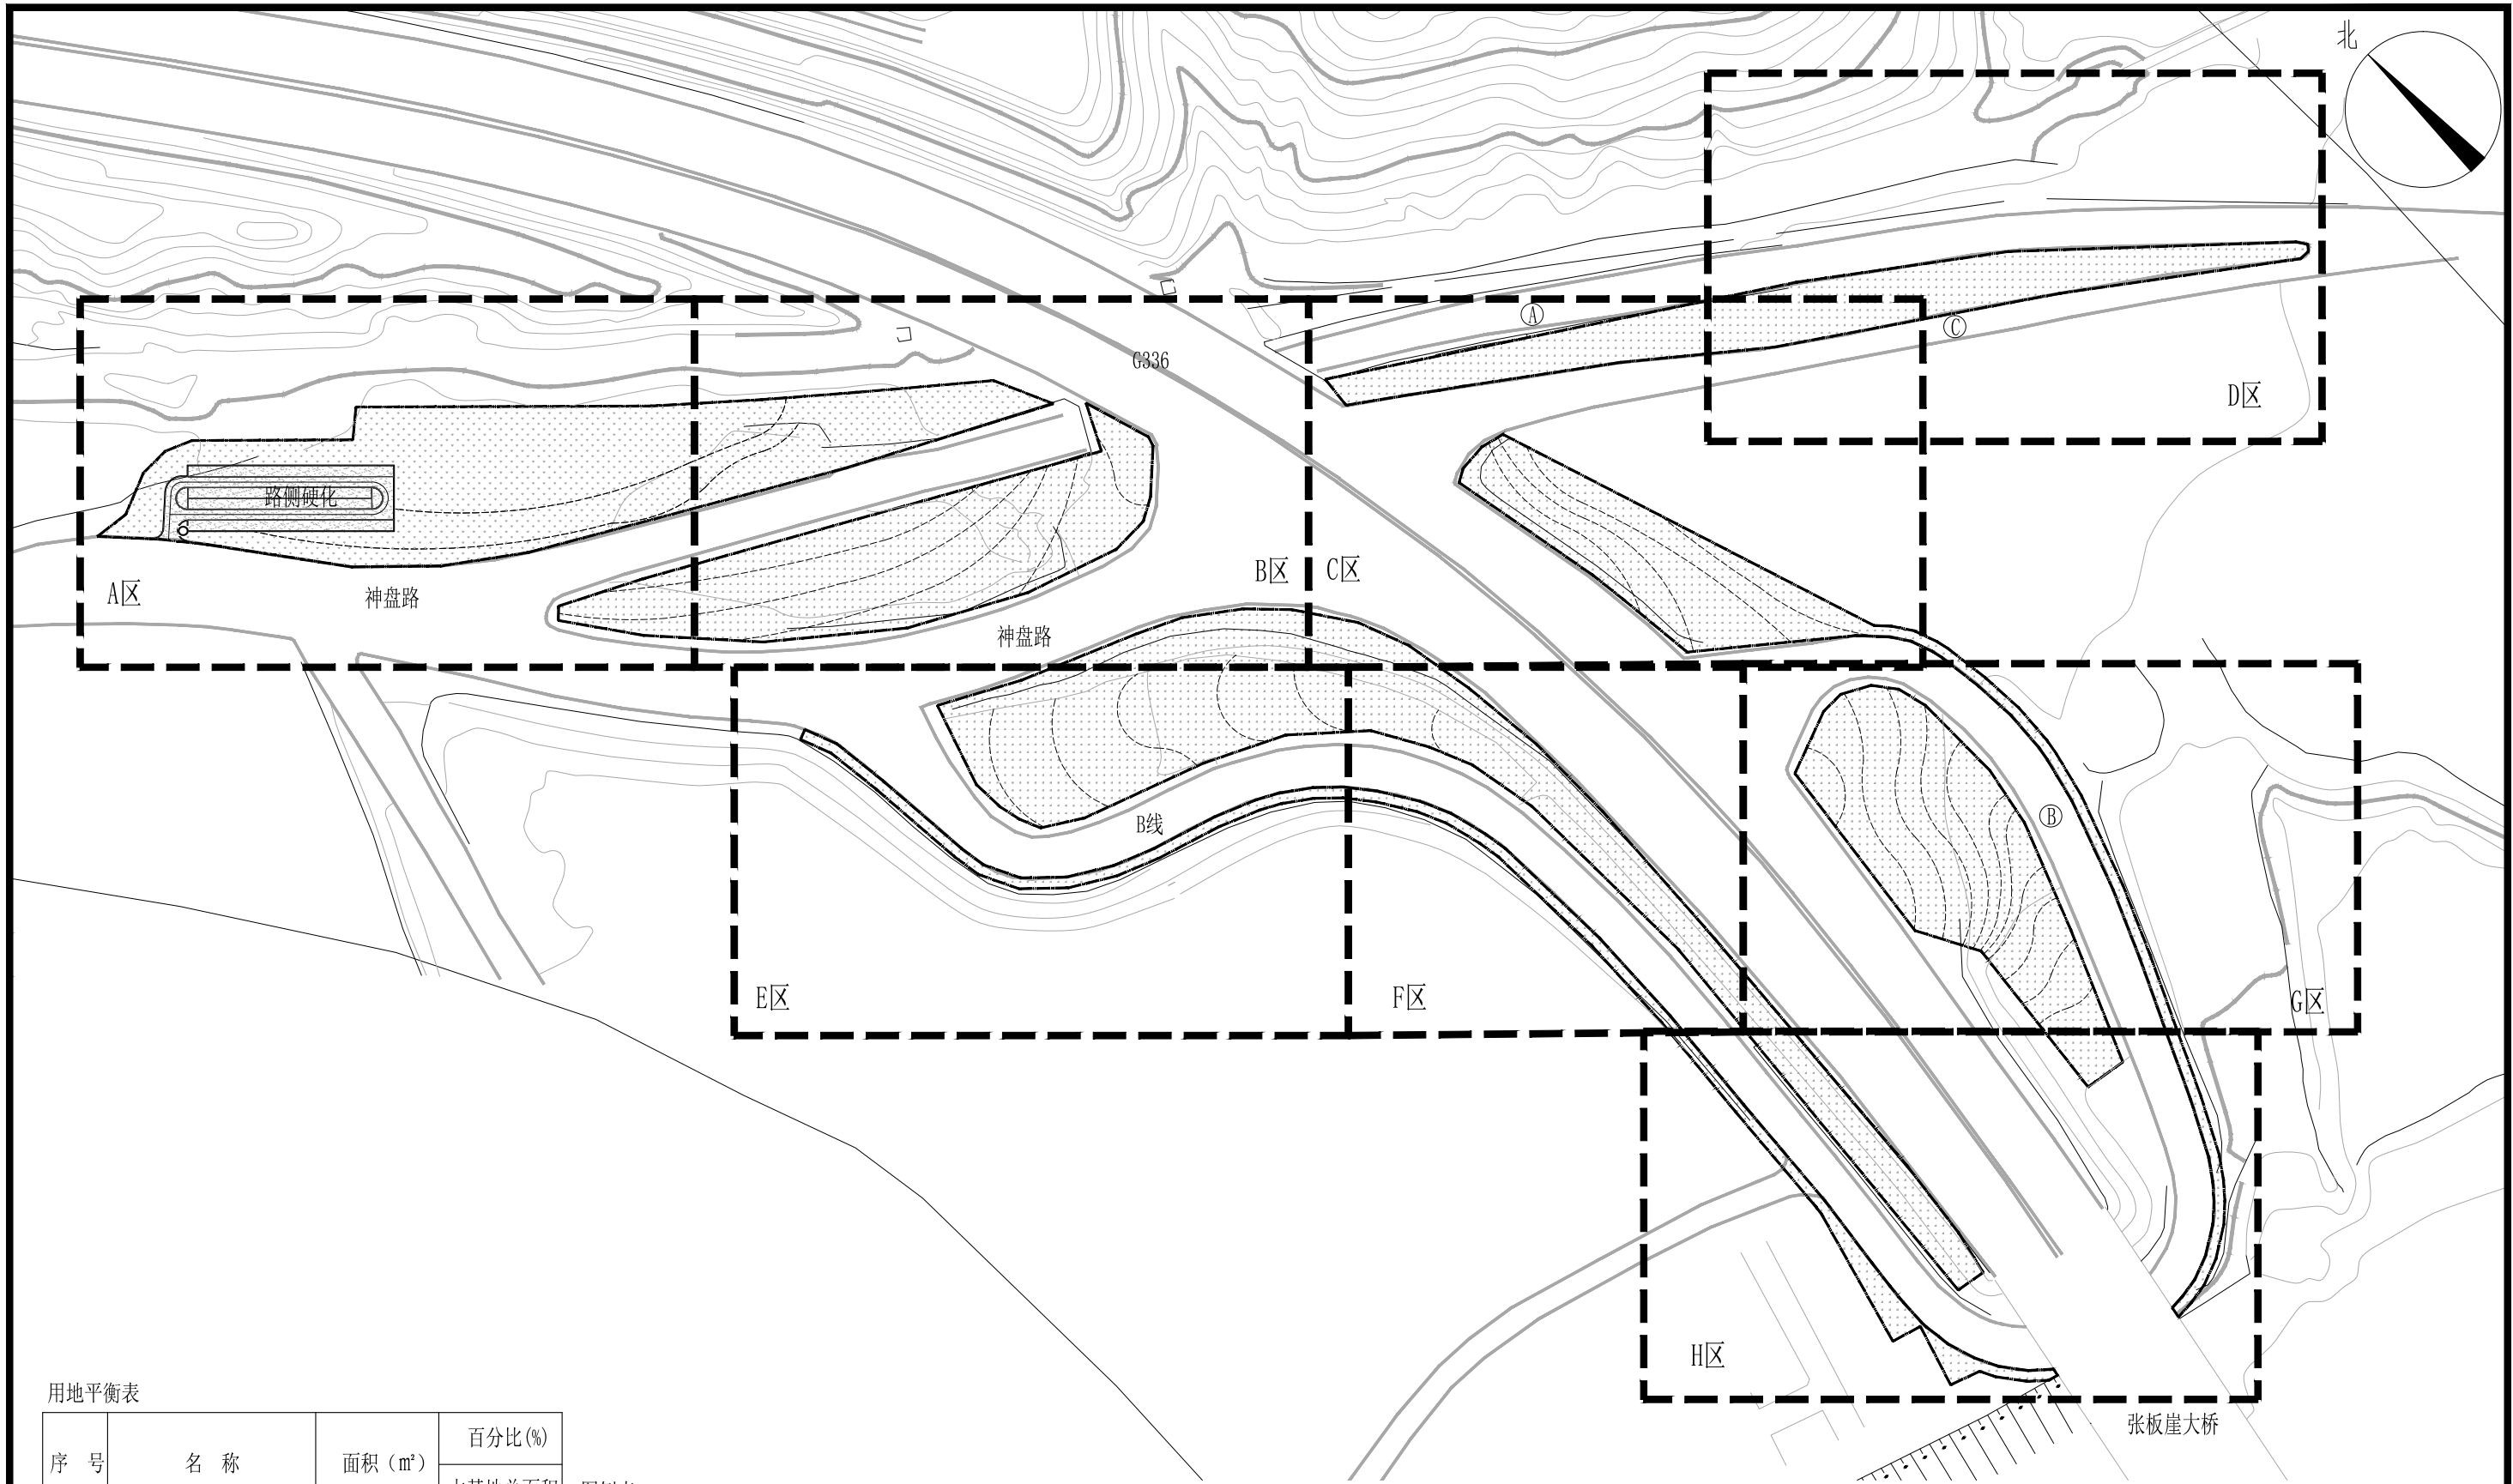 北
G336
Ⓐ
Ⓒ
D区
路侧硬化
A区
神盘路
B区
C区
神盘路
B线
Ⓑ
E区
F区
G区
H区
张板崖大桥
用地平衡表
序 号
名 称
面积（㎡）
百分比(%)